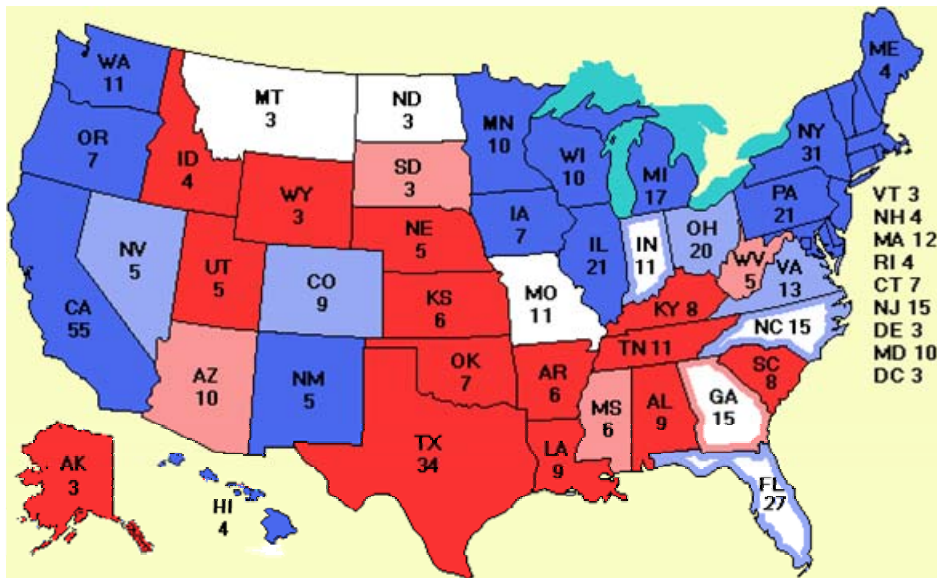 WA
11
OR
7
CA
55
NV
5
ID
4
MT
3
WY
3
UT
5
AZ
10
CO
9
NM
5
ND
3
SD
3
NE
5
KS
6
OK
7
TX
34
MN
10
IA
7
MO
11
AR
6
LA
9
WI
10
IL
21
MI
17
IN
11
OH
20
KY 8
TN 11
MS
6
AL
9
GA
15
FL
27
SC
8
NC 15
VA
13
WV
5
PA
21
NY
31
ME
4
VT 3
NH 4
MA 12
RI 4
CT 7
NJ 15
DE 3
MD 10
DC 3
AK
3
HI
4